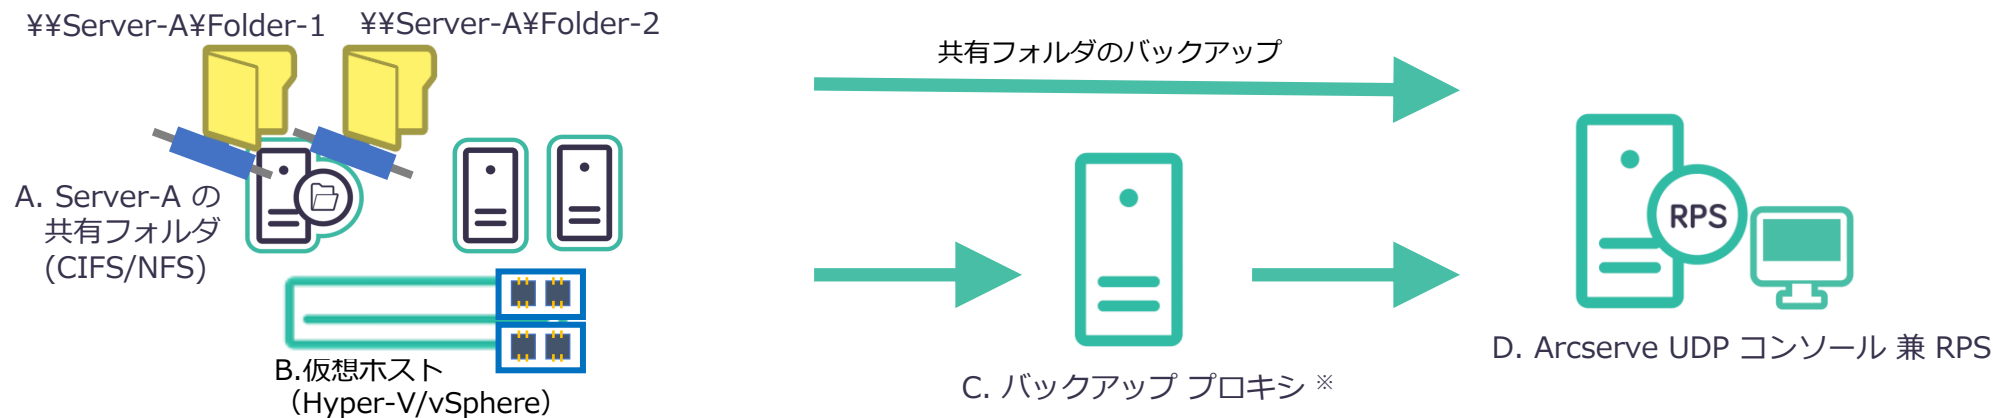 ¥¥Server-A¥Folder-1
¥¥Server-A¥Folder-2
共有フォルダのバックアップ
A. Server-A の
共有フォルダ
(CIFS/NFS)
RPS
B.仮想ホスト
（Hyper-V/vSphere）
C. バックアップ プロキシ ※
D. Arcserve UDP コンソール 兼 RPS